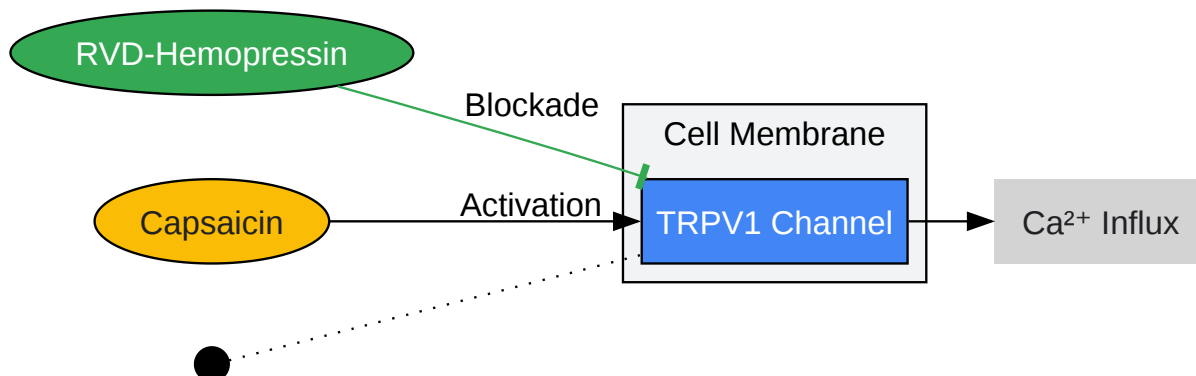 RVD-Hemopressin
Blockade
Cell Membrane
Capsaicin
Activation
TRPV1 Channel
Ca²⁺ Influx